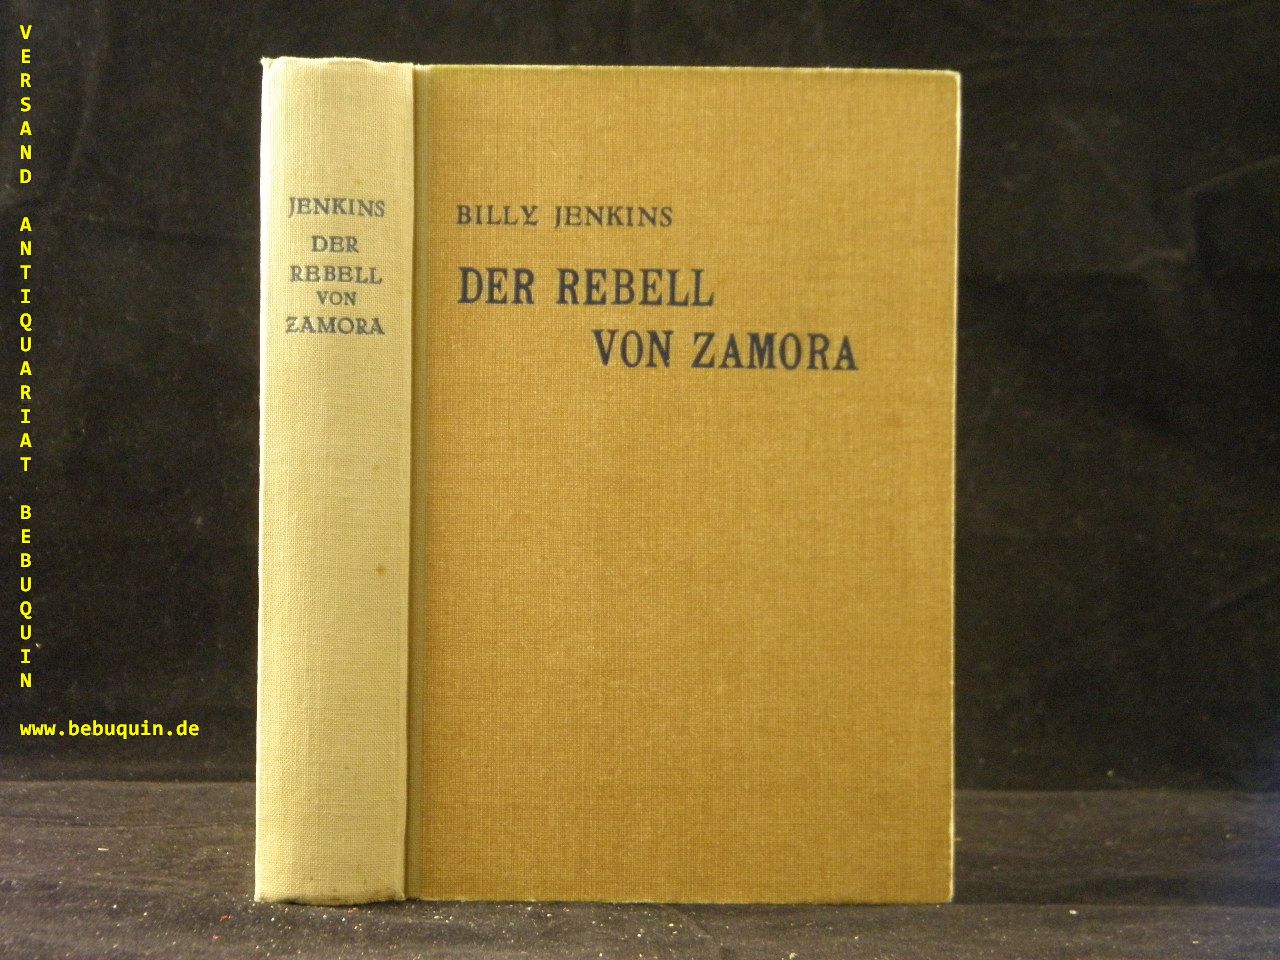 VERSAND ANTIQUARIAT BEBUQUIN
www.bebuquin.de
JENKINS
DER
REBELL
VON
ZAMORA
BILLY JENKINS
DER REBELL
VON ZAMORA